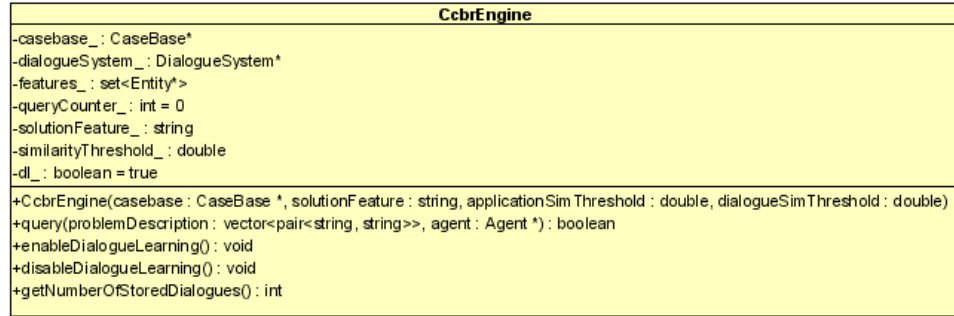 CcbrEngine
-casebase_ : CaseBase*
-dialogueSystem_ : DialogueSystem*
-features_ : set<Entity*>
-queryCounter_ : int = 0
-solutionFeature_ : string
-similarityThreshold_ : double
-dl_ : boolean = true
+CcbrEngine(casebase : CaseBase *, solutionFeature : string, applicationSimThreshold : double, dialogueSimThreshold : double)
+query(problemDescription : vector<pair<string, string>>, agent : Agent *) : boolean
+enableDialogueLearning() : void
+disableDialogueLearning() : void
+getNumberOfStoredDialogues() : int